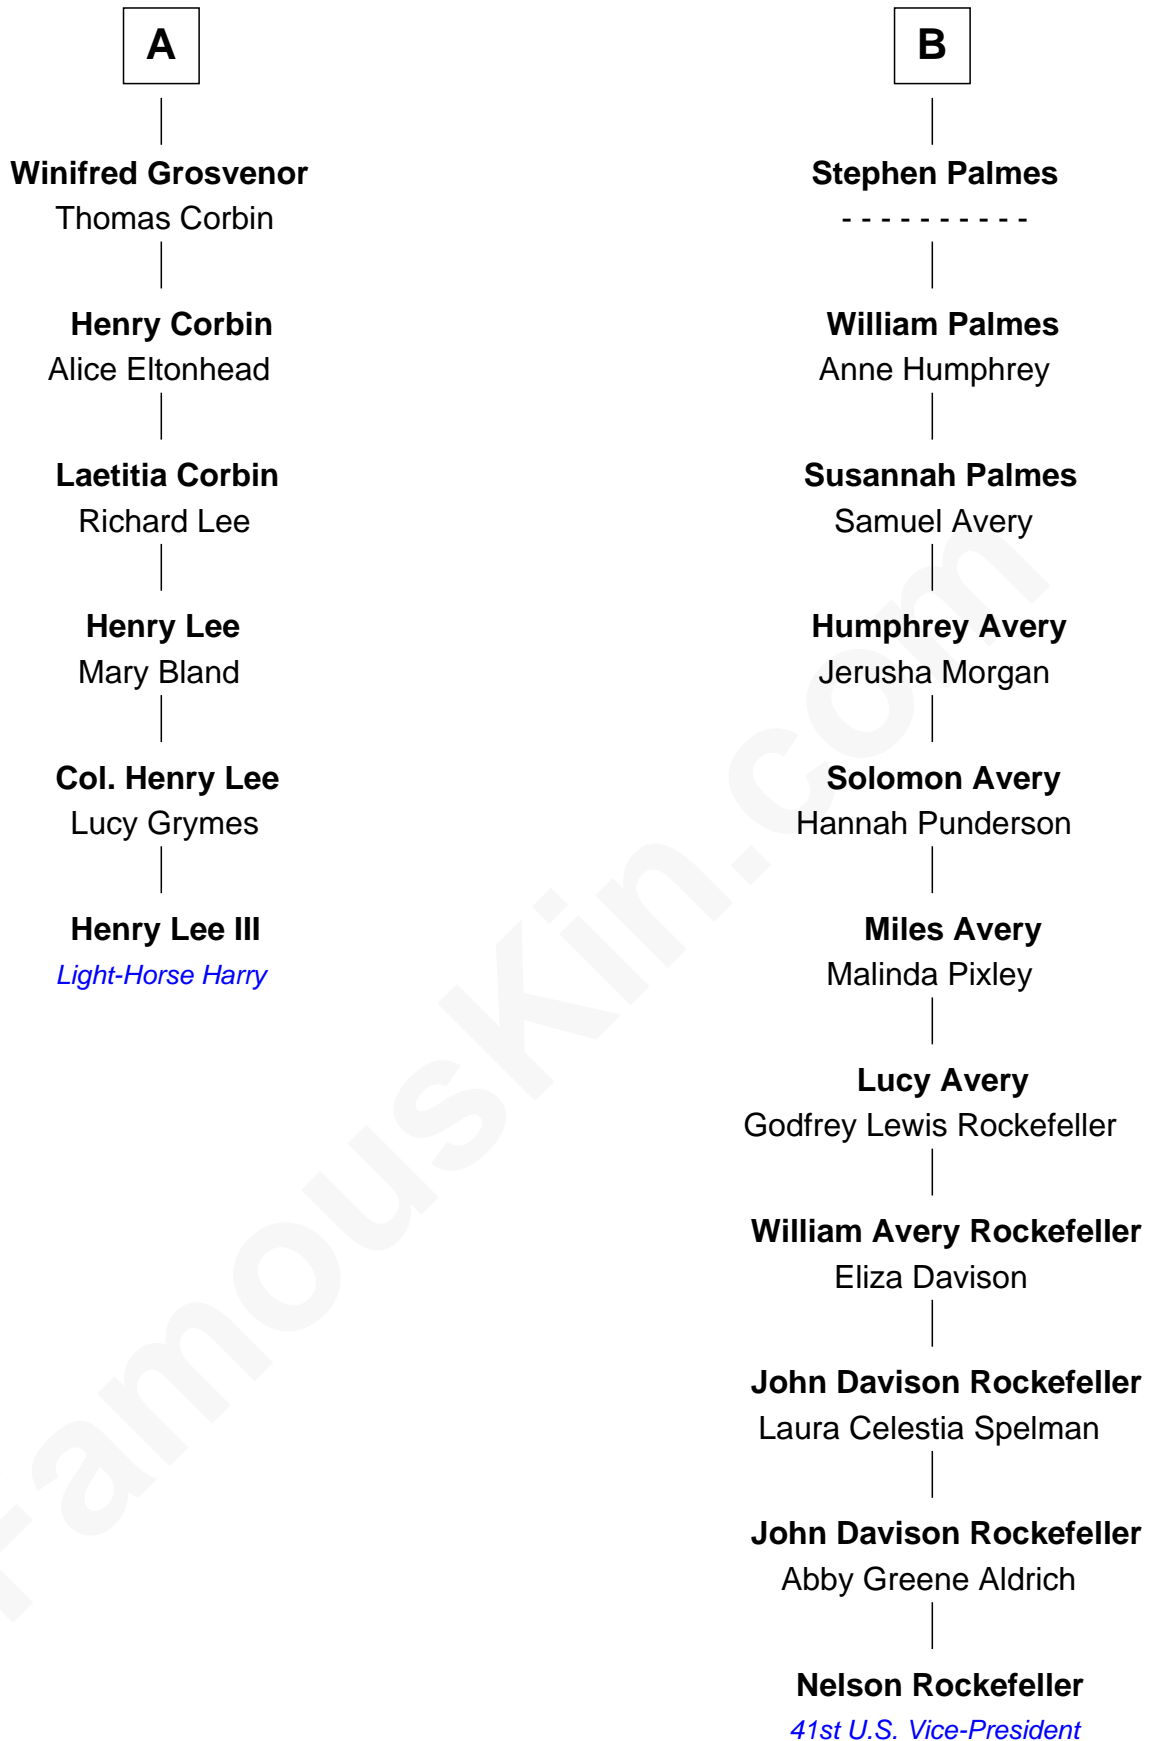 A
Winifred Grosvenor
Thomas Corbin
Henry Corbin
Alice Eltonhead
Laetitia Corbin
Richard Lee
Henry Lee
Mary Bland
Col. Henry Lee
Lucy Grymes
Henry Lee III
Light-Horse Harry
B
Stephen Palmes
- - - - - - - - - -
William Palmes
Anne Humphrey
Susannah Palmes
Samuel Avery
Humphrey Avery
Jerusha Morgan
Solomon Avery
Hannah Punderson
Miles Avery
Malinda Pixley
Lucy Avery
Godfrey Lewis Rockefeller
William Avery Rockefeller
Eliza Davison
John Davison Rockefeller
Laura Celestia Spelman
John Davison Rockefeller
Abby Greene Aldrich
Nelson Rockefeller
41st U.S. Vice-President
FamousKin.com